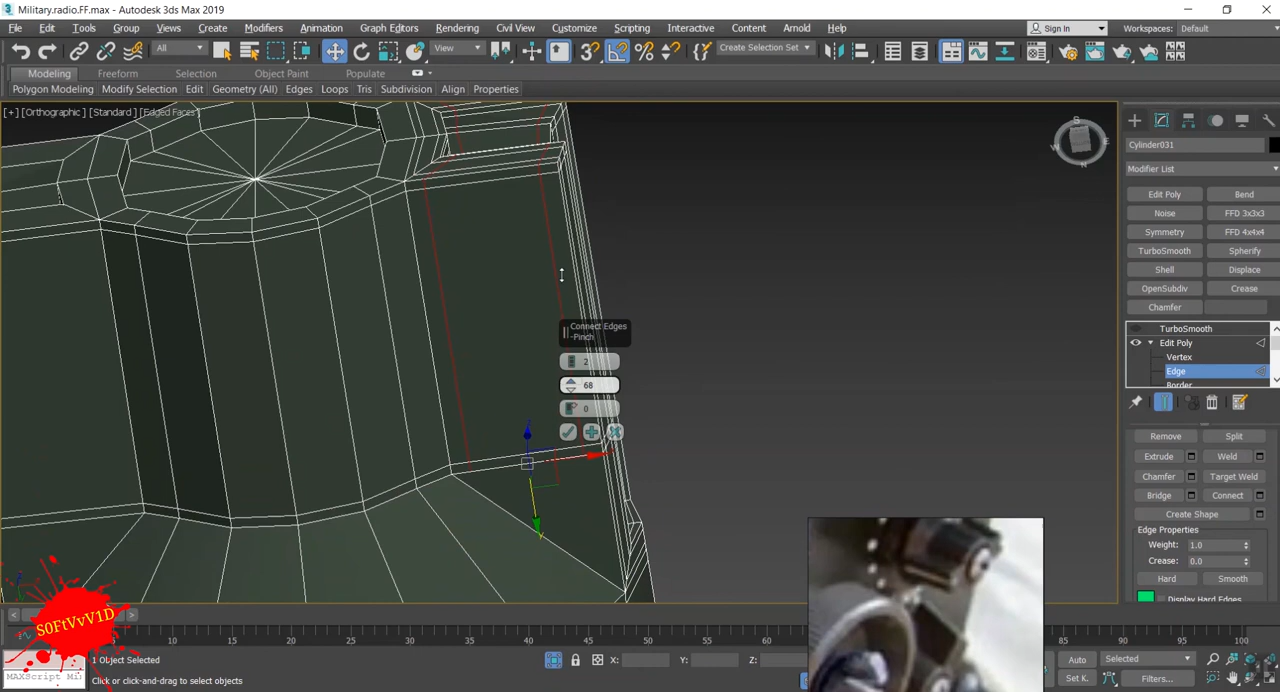 Military.radio.FF.max - Autodesk 3ds Max 2019
File Edit Tools Group Views Create Modifiers Animation Graph Editors Rendering Civil View Customize Scripting Interactive Content Arnold Help
Sign In
Workspaces: Default
All
View
Create Selection Set
Modeling Freeform Selection Object Paint Populate
Polygon Modeling Modify Selection Edit Geometry (All) Edges Loops Tris Subdivision Align Properties
[+] [Orthographic] [Standard] [Edged Faces]
S
W
E
N
Cylinder031
Modifier List
Edit Poly Bend
Noise FFD 3x3x3
Symmetry FFD 4x4x4
TurboSmooth Spherify
Shell Displace
OpenSubdiv Crease
Chamfer
TurboSmooth
Edit Poly
Vertex
Edge
Border
Connect Edges
-Pinch
2
68
0
Remove Split
Extrude Weld
Chamfer Target Weld
Bridge Connect
Create Shape
Edge Properties
Weight: 1.0
Crease: 0.0
Hard Smooth
Display Hard Edges
S0FtVvV1D
10 15 20 25 30 35 40 45 50 55 60 65 70 75 80 85 90 95 100
1 Object Selected
X: Y: Z:
Auto Selected
MAXScript Mi
Click or click-and-drag to select objects
Set K. Filters...